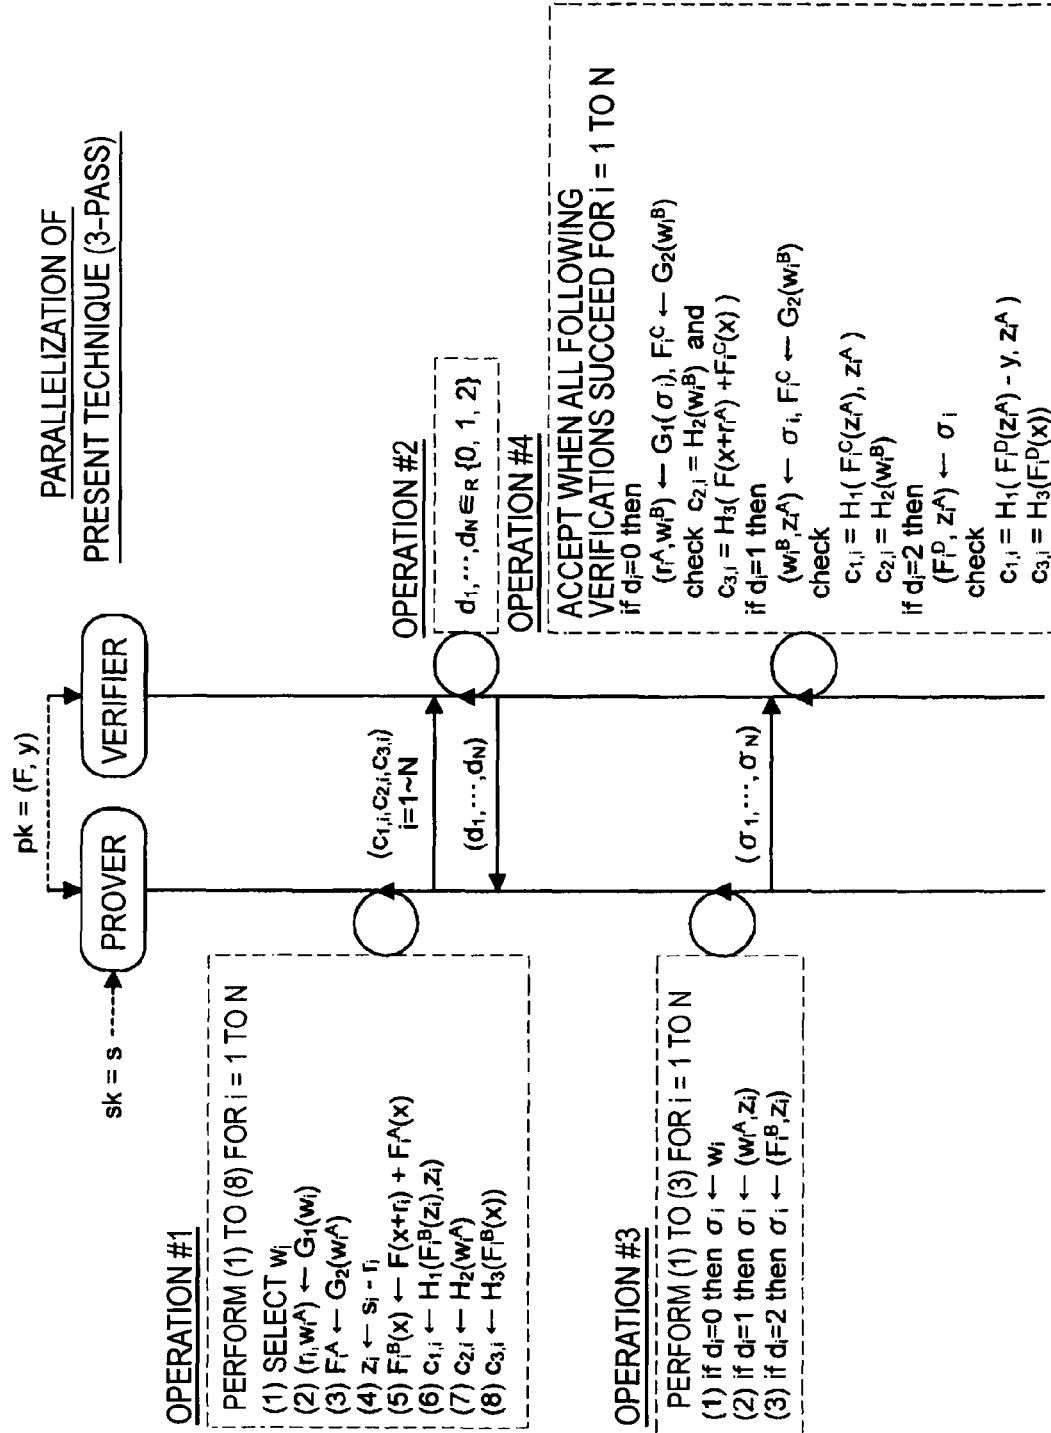 PARALLELIZATION OF
PRESENT TECHNIQUE (3-PASS)
pk = (F, y)
sk = s
PROVER
VERIFIER
OPERATION #1
PERFORM (1) TO (8) FOR i = 1 TO N
(1) SELECT wᵢ
(2) (rᵢ, wᵢᴬ) ← G₁(wᵢ)
(3) Fᵢᴬ ← G₂(wᵢᴬ)
(4) zᵢ ← sᵢ - rᵢ
(5) Fᵢᴮ(x) ← F(x+rᵢ) + Fᵢᴬ(x)
(6) c₁,ᵢ ← H₁(Fᵢᴮ(zᵢ), zᵢ)
(7) c₂,ᵢ ← H₂(wᵢᴬ)
(8) c₃,ᵢ ← H₃(Fᵢᴮ(x))
(c₁,ᵢ,c₂,ᵢ,c₃,ᵢ)
i=1~N
OPERATION #2
d₁,⋯,d_N ∈_R {0, 1, 2}
(d₁,⋯,d_N)
OPERATION #3
PERFORM (1) TO (3) FOR i = 1 TO N
(1) if dᵢ=0 then σᵢ ← wᵢ
(2) if dᵢ=1 then σᵢ ← (wᵢᴬ,zᵢ)
(3) if dᵢ=2 then σᵢ ← (Fᵢᴮ,zᵢ)
(σ₁,⋯,σ_N)
OPERATION #4
ACCEPT WHEN ALL FOLLOWING
VERIFICATIONS SUCCEED FOR i = 1 TO N
if dᵢ=0 then
(rᵢᴬ,wᵢᴮ) ← G₁(σᵢ), Fᵢᶜ ← G₂(wᵢᴮ)
check c₂,ᵢ = H₂(wᵢᴮ) and
c₃,ᵢ = H₃( F(x+rᵢᴬ) +Fᵢᶜ(x) )
if dᵢ=1 then
(wᵢᴮ,zᵢᴬ) ← σᵢ, Fᵢᶜ ← G₂(wᵢᴮ)
check
c₁,ᵢ = H₁( Fᵢᶜ(zᵢᴬ), zᵢᴬ )
c₂,ᵢ = H₂(wᵢᴮ)
if dᵢ=2 then
(Fᵢᴰ, zᵢᴬ) ← σᵢ
check
c₁,ᵢ = H₁( Fᵢᴰ(zᵢᴬ) - y, zᵢᴬ )
c₃,ᵢ = H₃(Fᵢᴰ(x))